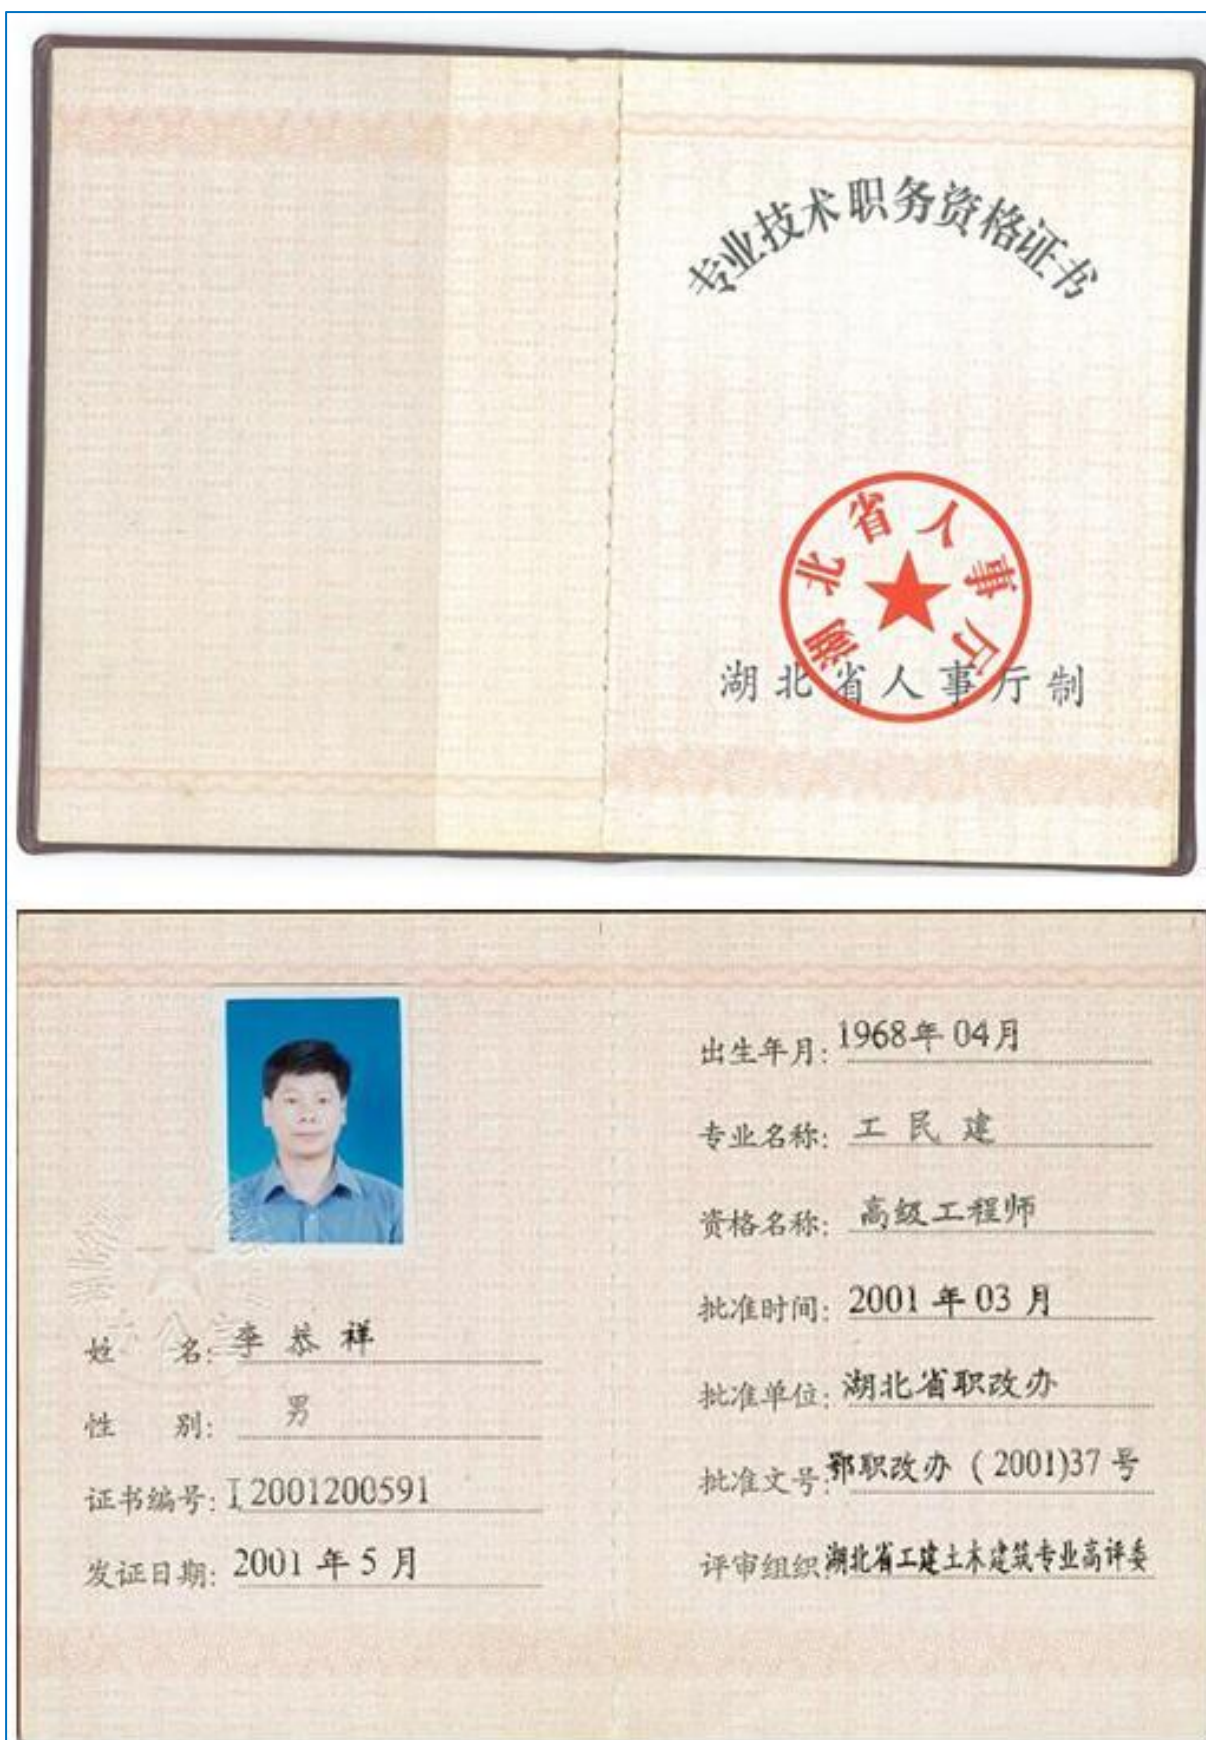 专业技术职务资格证书
湖北省人事厅
湖北省人事厅制
姓 名: 李恭祥
性 别: 男
证书编号: I2001200591
发证日期: 2001年5月
出生年月: 1968年04月
专业名称: 工民建
资格名称: 高级工程师
批准时间: 2001年03月
批准单位: 湖北省职改办
批准文号: 鄂职改办(2001)37号
评审组织 湖北省工建土木建筑专业高评委